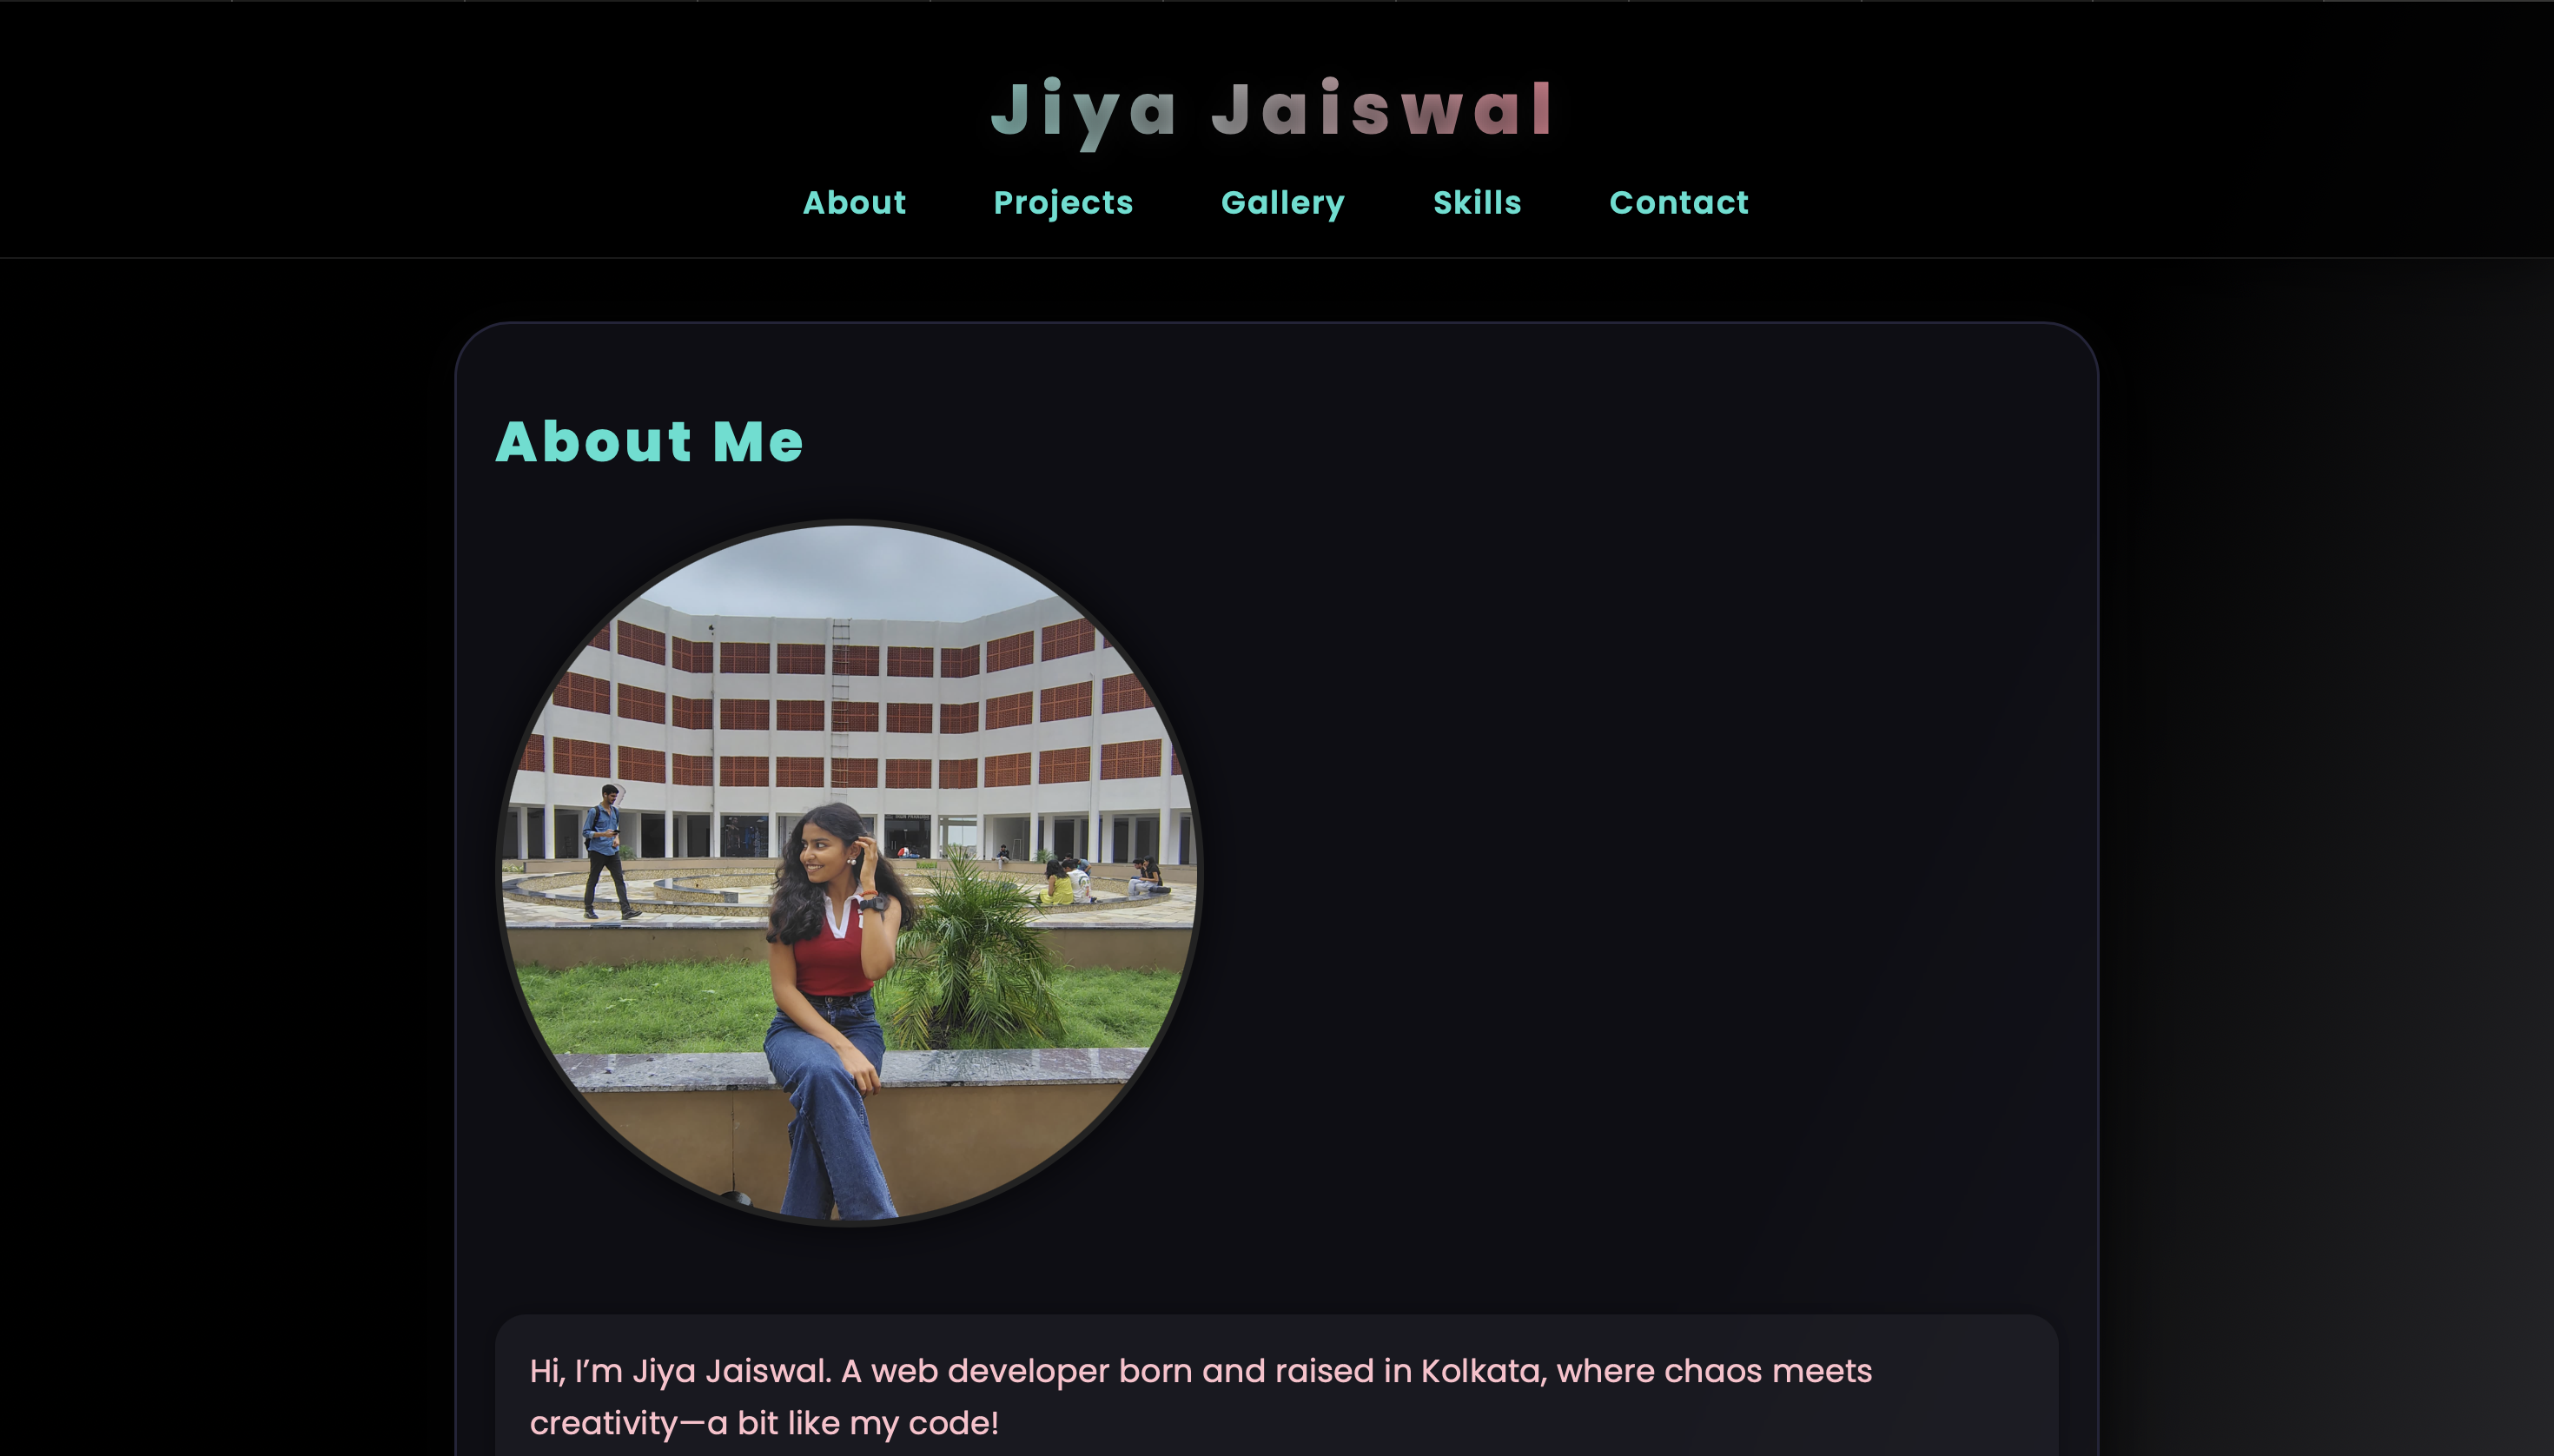 Jiya Jaiswal
About Projects Gallery Skills Contact
About Me
Hi, I’m Jiya Jaiswal. A web developer born and raised in Kolkata, where chaos meets
creativity—a bit like my code!